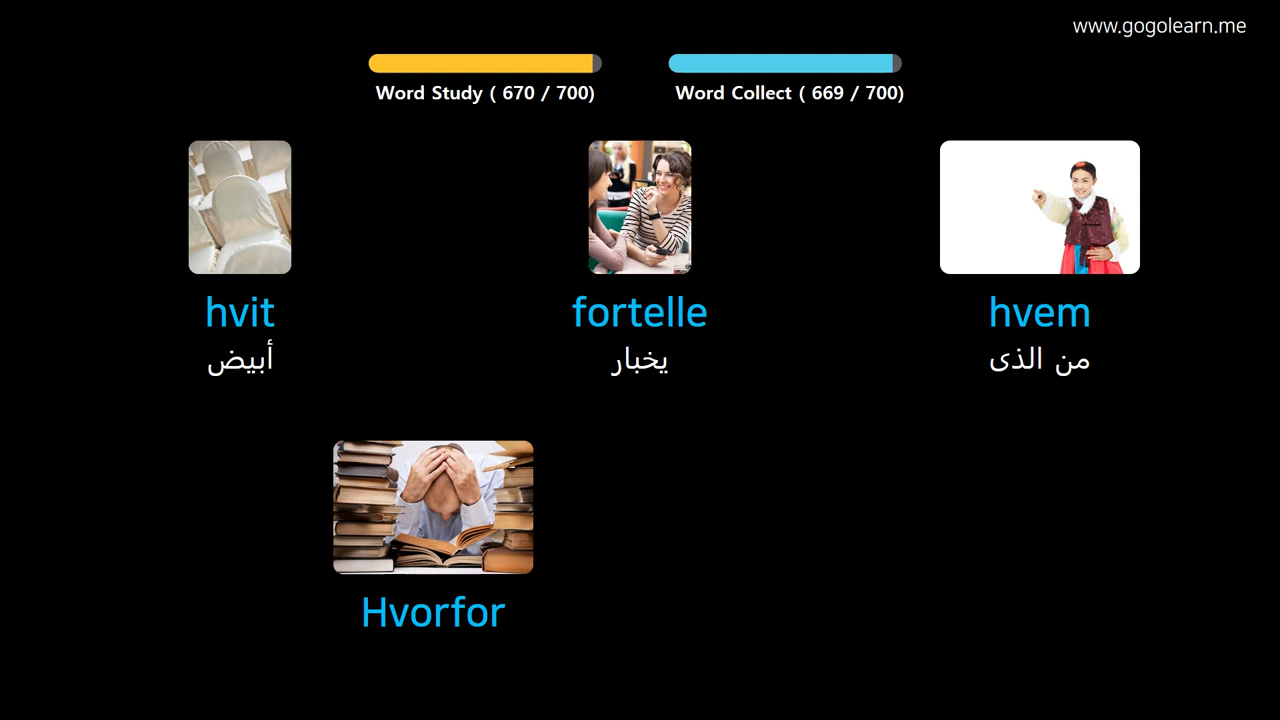 www.gogolearn.me
Word Study ( 670 / 700)
Word Collect ( 669 / 700)
hvit
أبيض
fortelle
يخبار
hvem
من الذى
Hvorfor